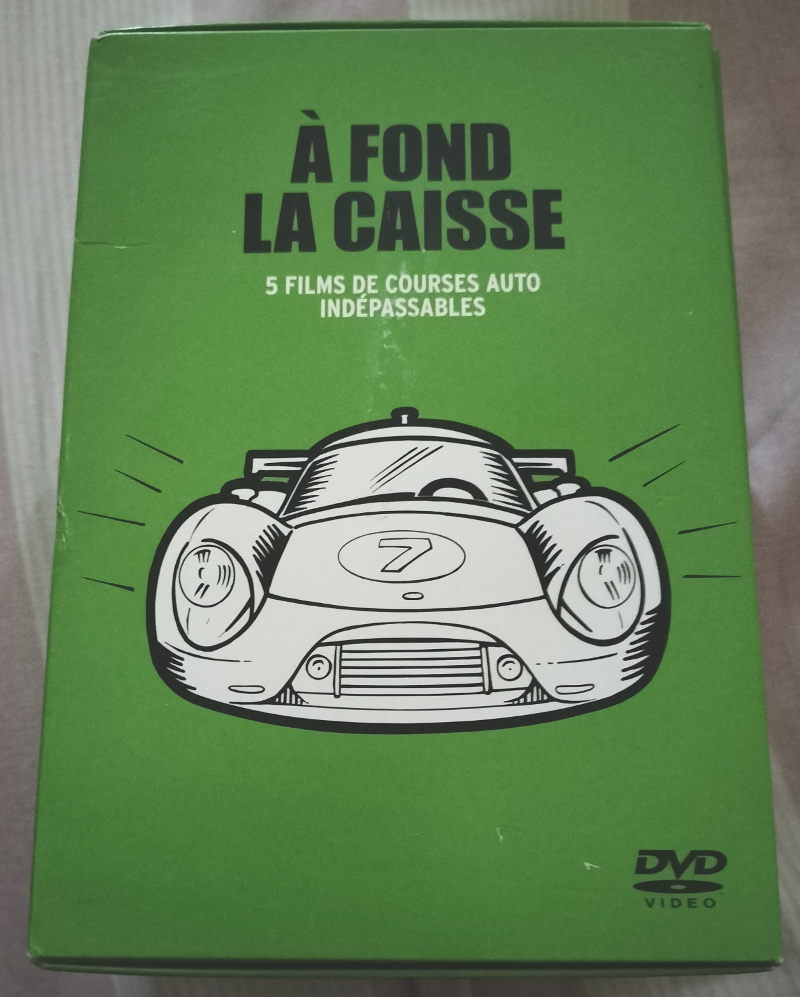 À FOND
LA CAISSE
5 FILMS DE COURSES AUTO
INDÉPASSABLES
7
DVD
VIDEO